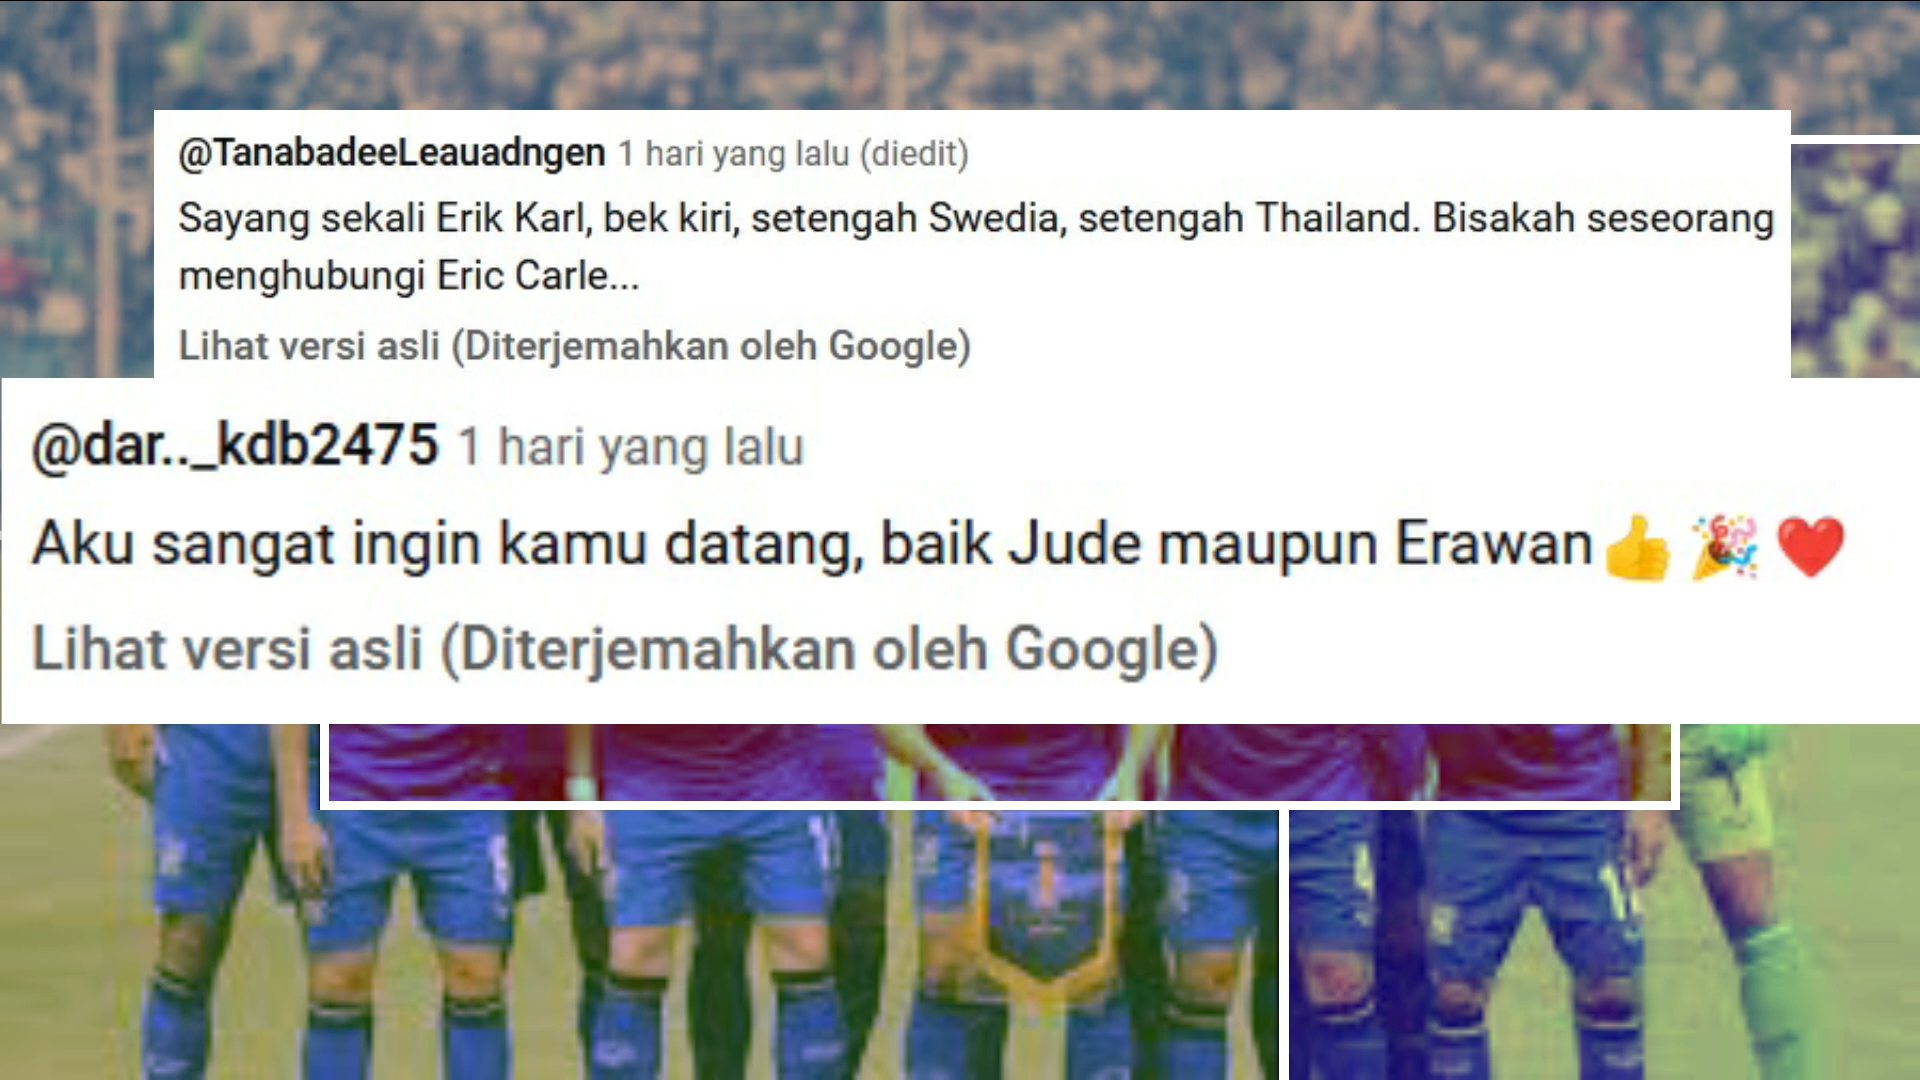 @TanabadeeLeauadngen 1 hari yang lalu (diedit)
Sayang sekali Erik Karl, bek kiri, setengah Swedia, setengah Thailand. Bisakah seseorang
menghubungi Eric Carle...
Lihat versi asli (Diterjemahkan oleh Google)
@dar.._kdb2475 1 hari yang lalu
Aku sangat ingin kamu datang, baik Jude maupun Erawan👍🎉❤️
Lihat versi asli (Diterjemahkan oleh Google)